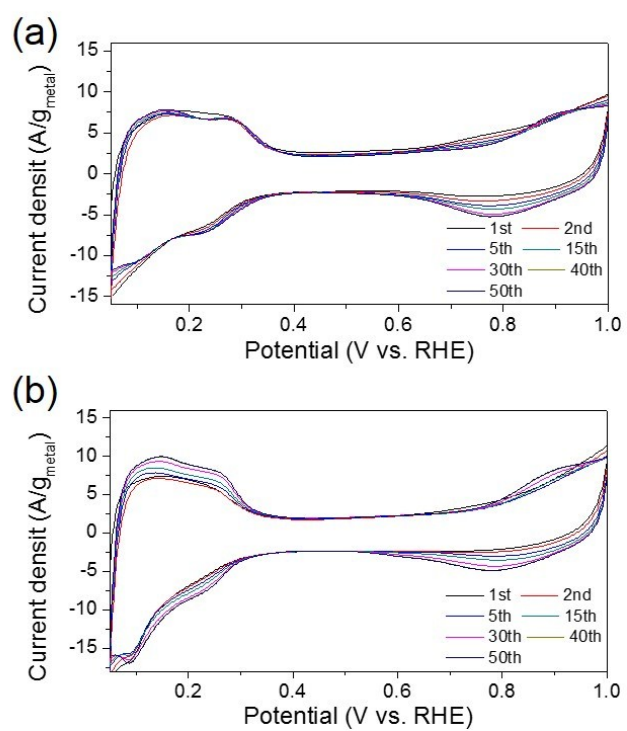 (a)
Current densit (A/gmetal)
15
10
5
0
-5
-10
-15
1st 2nd
5th 15th
30th 40th
50th
0.2 0.4 0.6 0.8 1.0
Potential (V vs. RHE)
(b)
Current densit (A/gmetal)
15
10
5
0
-5
-10
-15
1st 2nd
5th 15th
30th 40th
50th
0.2 0.4 0.6 0.8 1.0
Potential (V vs. RHE)